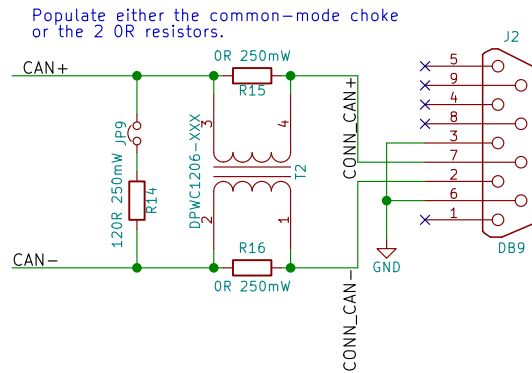 Populate either the common-mode choke
or the 2 0R resistors.
J2
0R 250mW
CAN+
R15
5
9
4
8
3
7
2
6
1
CONN_CAN+
JP9
3
4
DPWC1206-XXX
T2
120R 250mW
R14
2
1
R16
CAN-
0R 250mW
GND
DB9
CONN_CAN-